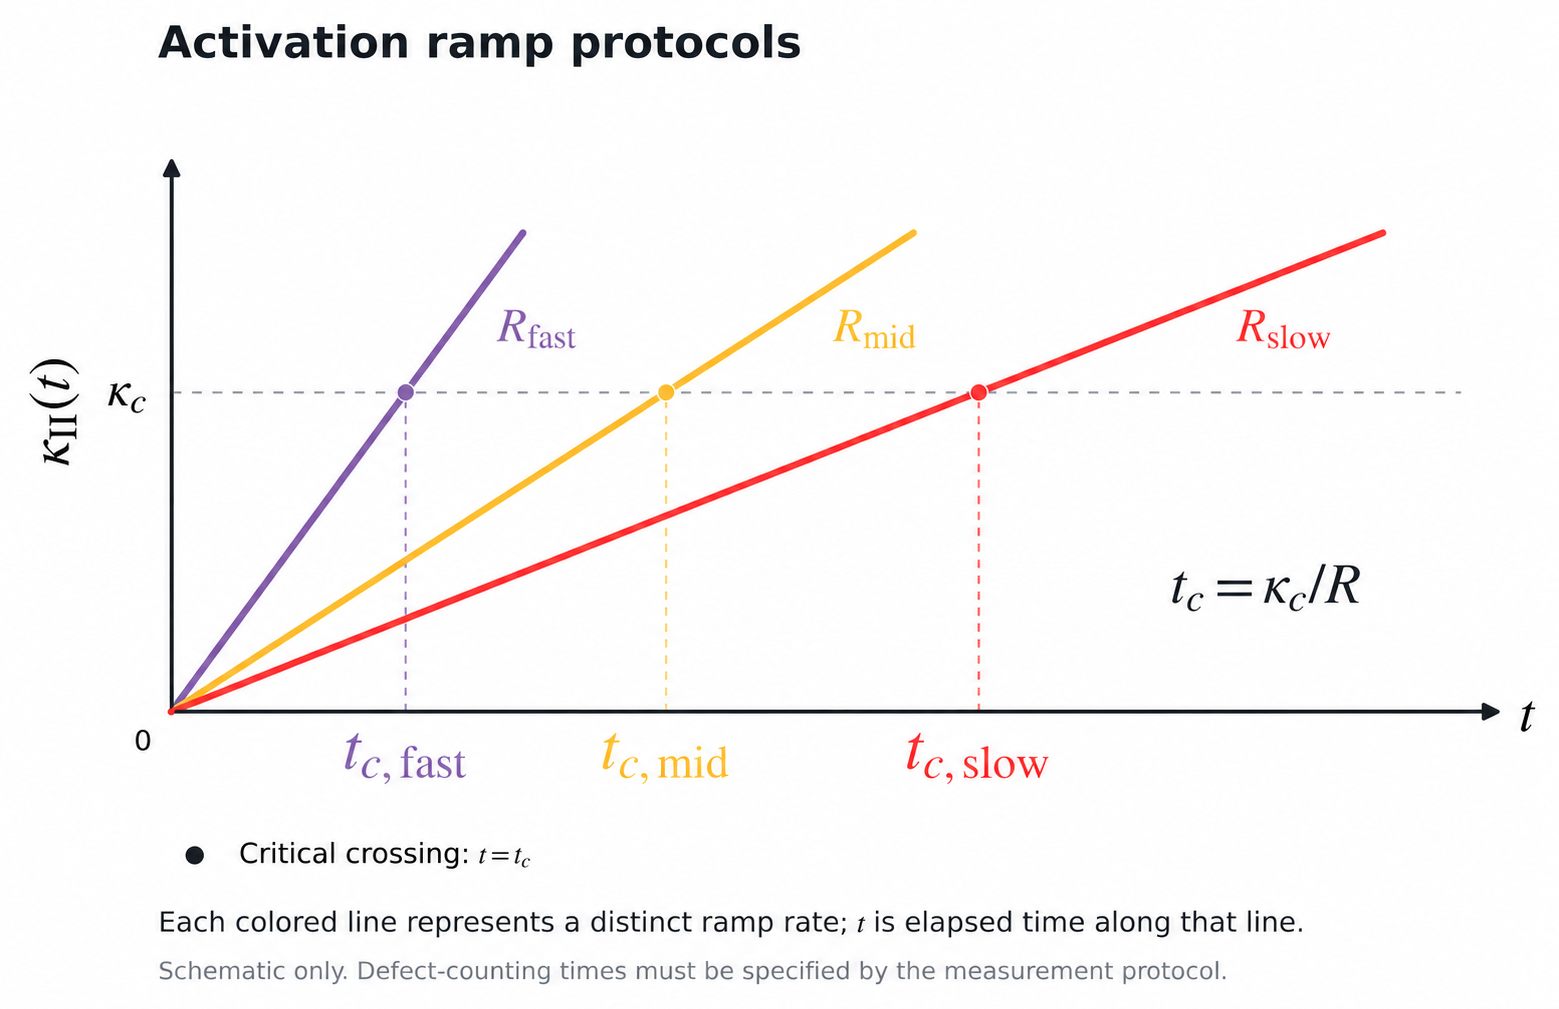 Activation ramp protocols
κ_II(t)
κ_c
R_fast
R_mid
R_slow
t_c = κ_c/R
0
t
t_c, fast
t_c, mid
t_c, slow
Critical crossing: t = t_c
Each colored line represents a distinct ramp rate; t is elapsed time along that line.
Schematic only. Defect-counting times must be specified by the measurement protocol.